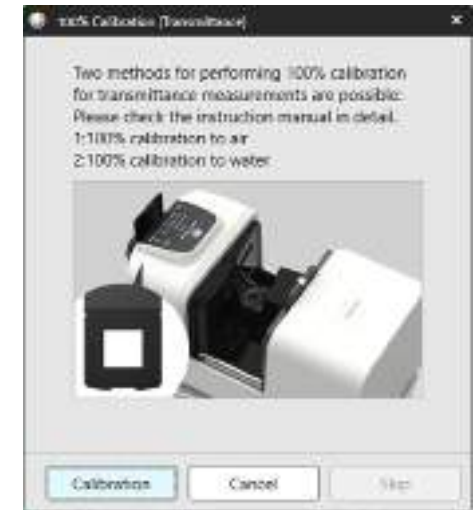 100% Calibration [Transmittance]
Two methods for performing 100% calibration
for transmittance measurements are possible:
Please check the instruction manual in detail.
1:100% calibration to air
2:100% calibration to water
Calibration
Cancel
Skip